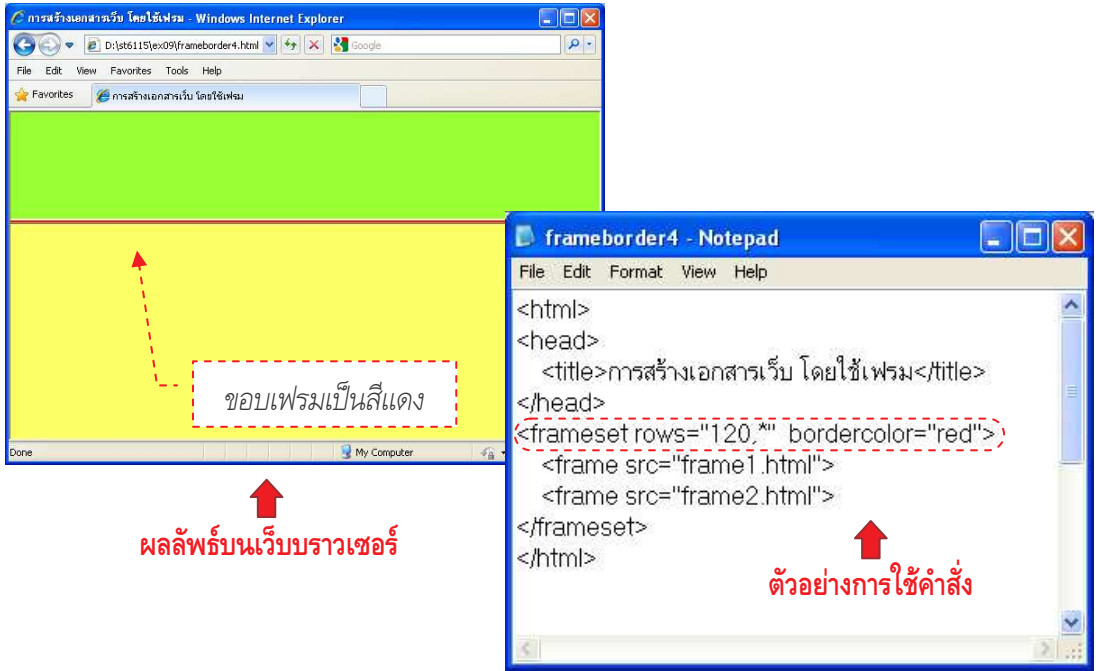 การสร้างเอกสารเว็บ โดยใช้เฟรม - Windows Internet Explorer
D:\st6115\ex09\frameborder4.html
Google
File Edit View Favorites Tools Help
Favorites
การสร้างเอกสารเว็บ โดยใช้เฟรม
ขอบเฟรมเป็นสีแดง
Done
My Computer
ผลลัพธ์บนเว็บบราวเซอร์
frameborder4 - Notepad
File Edit Format View Help
<html>
<head>
<title>การสร้างเอกสารเว็บ โดยใช้เฟรม</title>
</head>
<frameset rows="120,*" bordercolor="red">
<frame src="frame1.html">
<frame src="frame2.html">
</frameset>
</html>
ตัวอย่างการใช้คำสั่ง